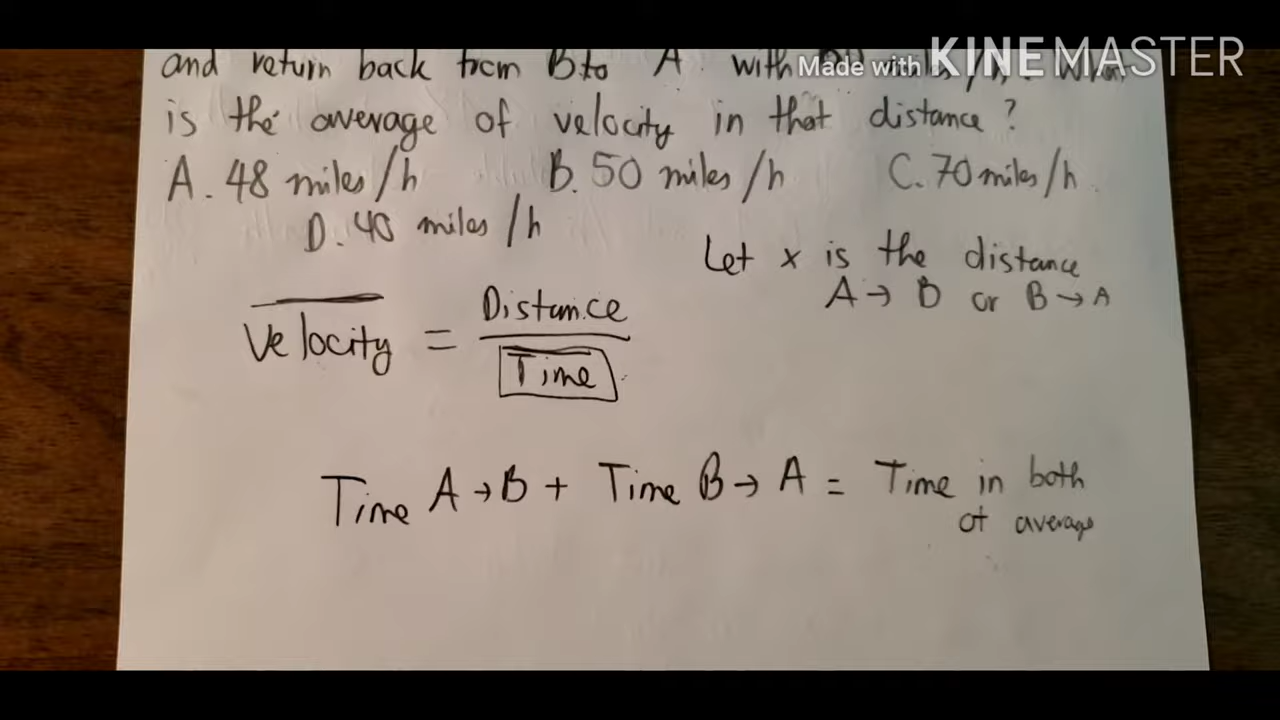 Made with KINEMASTER
and return back from B to A with
is the average of velocity in that distance ?
A. 48 miles/h B. 50 miles/h C. 70 miles/h
D. 40 miles/h
Let x is the distance
A → B or B → A
Velocity = Distance
Time
Time A → B + Time B → A = Time in both
of average